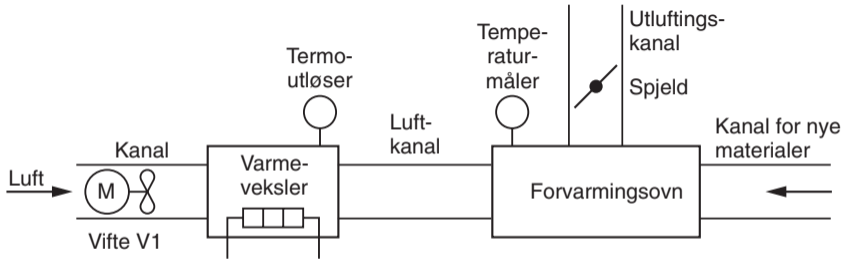 Luft
Kanal
M
Vifte V1
Termo-
utløser
Varme-
veksler
Luft-
kanal
Tempe-
ratur-
måler
Utluftings-
kanal
Spjeld
Forvarmingsovn
Kanal for nye
materialer